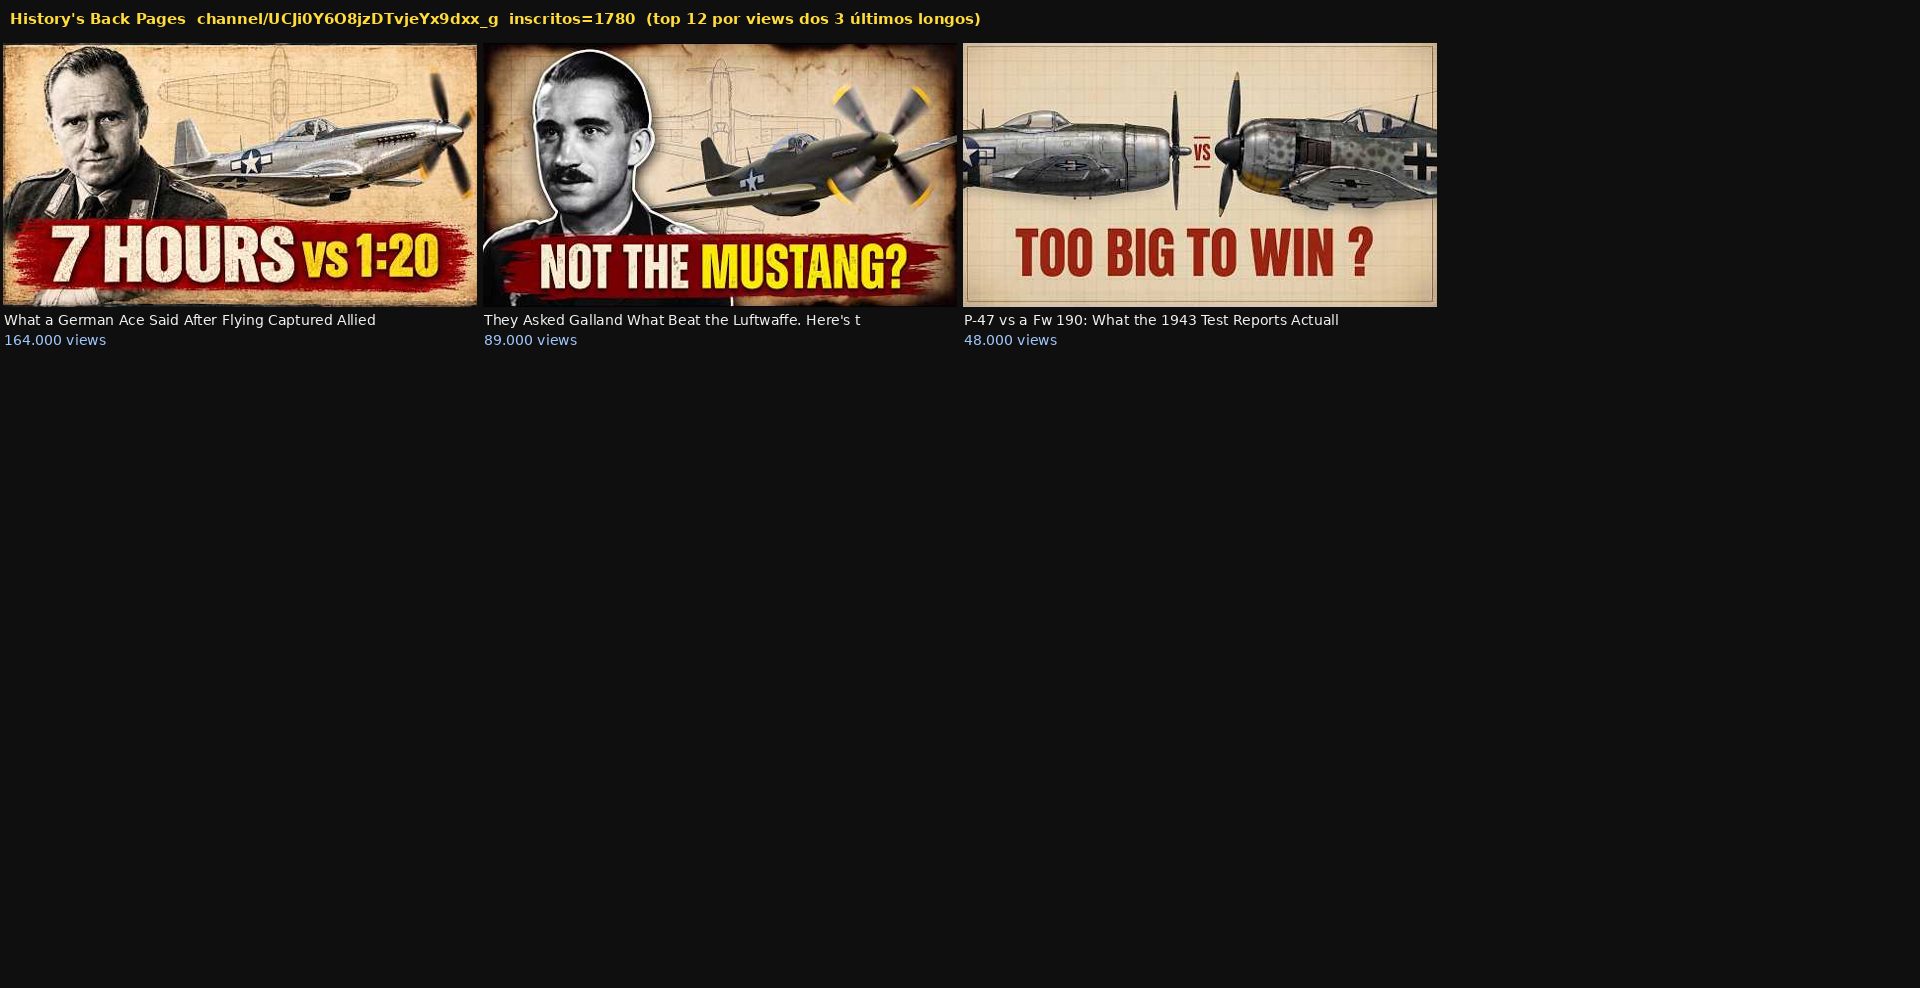 History's Back Pages  channel/UCJi0Y6O8jzDTvjeYx9dxx_g  inscritos=1780  (top 12 por views dos 3 últimos longos)
7 HOURS VS 1:20
NOT THE MUSTANG?
VS
TOO BIG TO WIN ?
What a German Ace Said After Flying Captured Allied
164.000 views
They Asked Galland What Beat the Luftwaffe. Here's t
89.000 views
P-47 vs a Fw 190: What the 1943 Test Reports Actuall
48.000 views